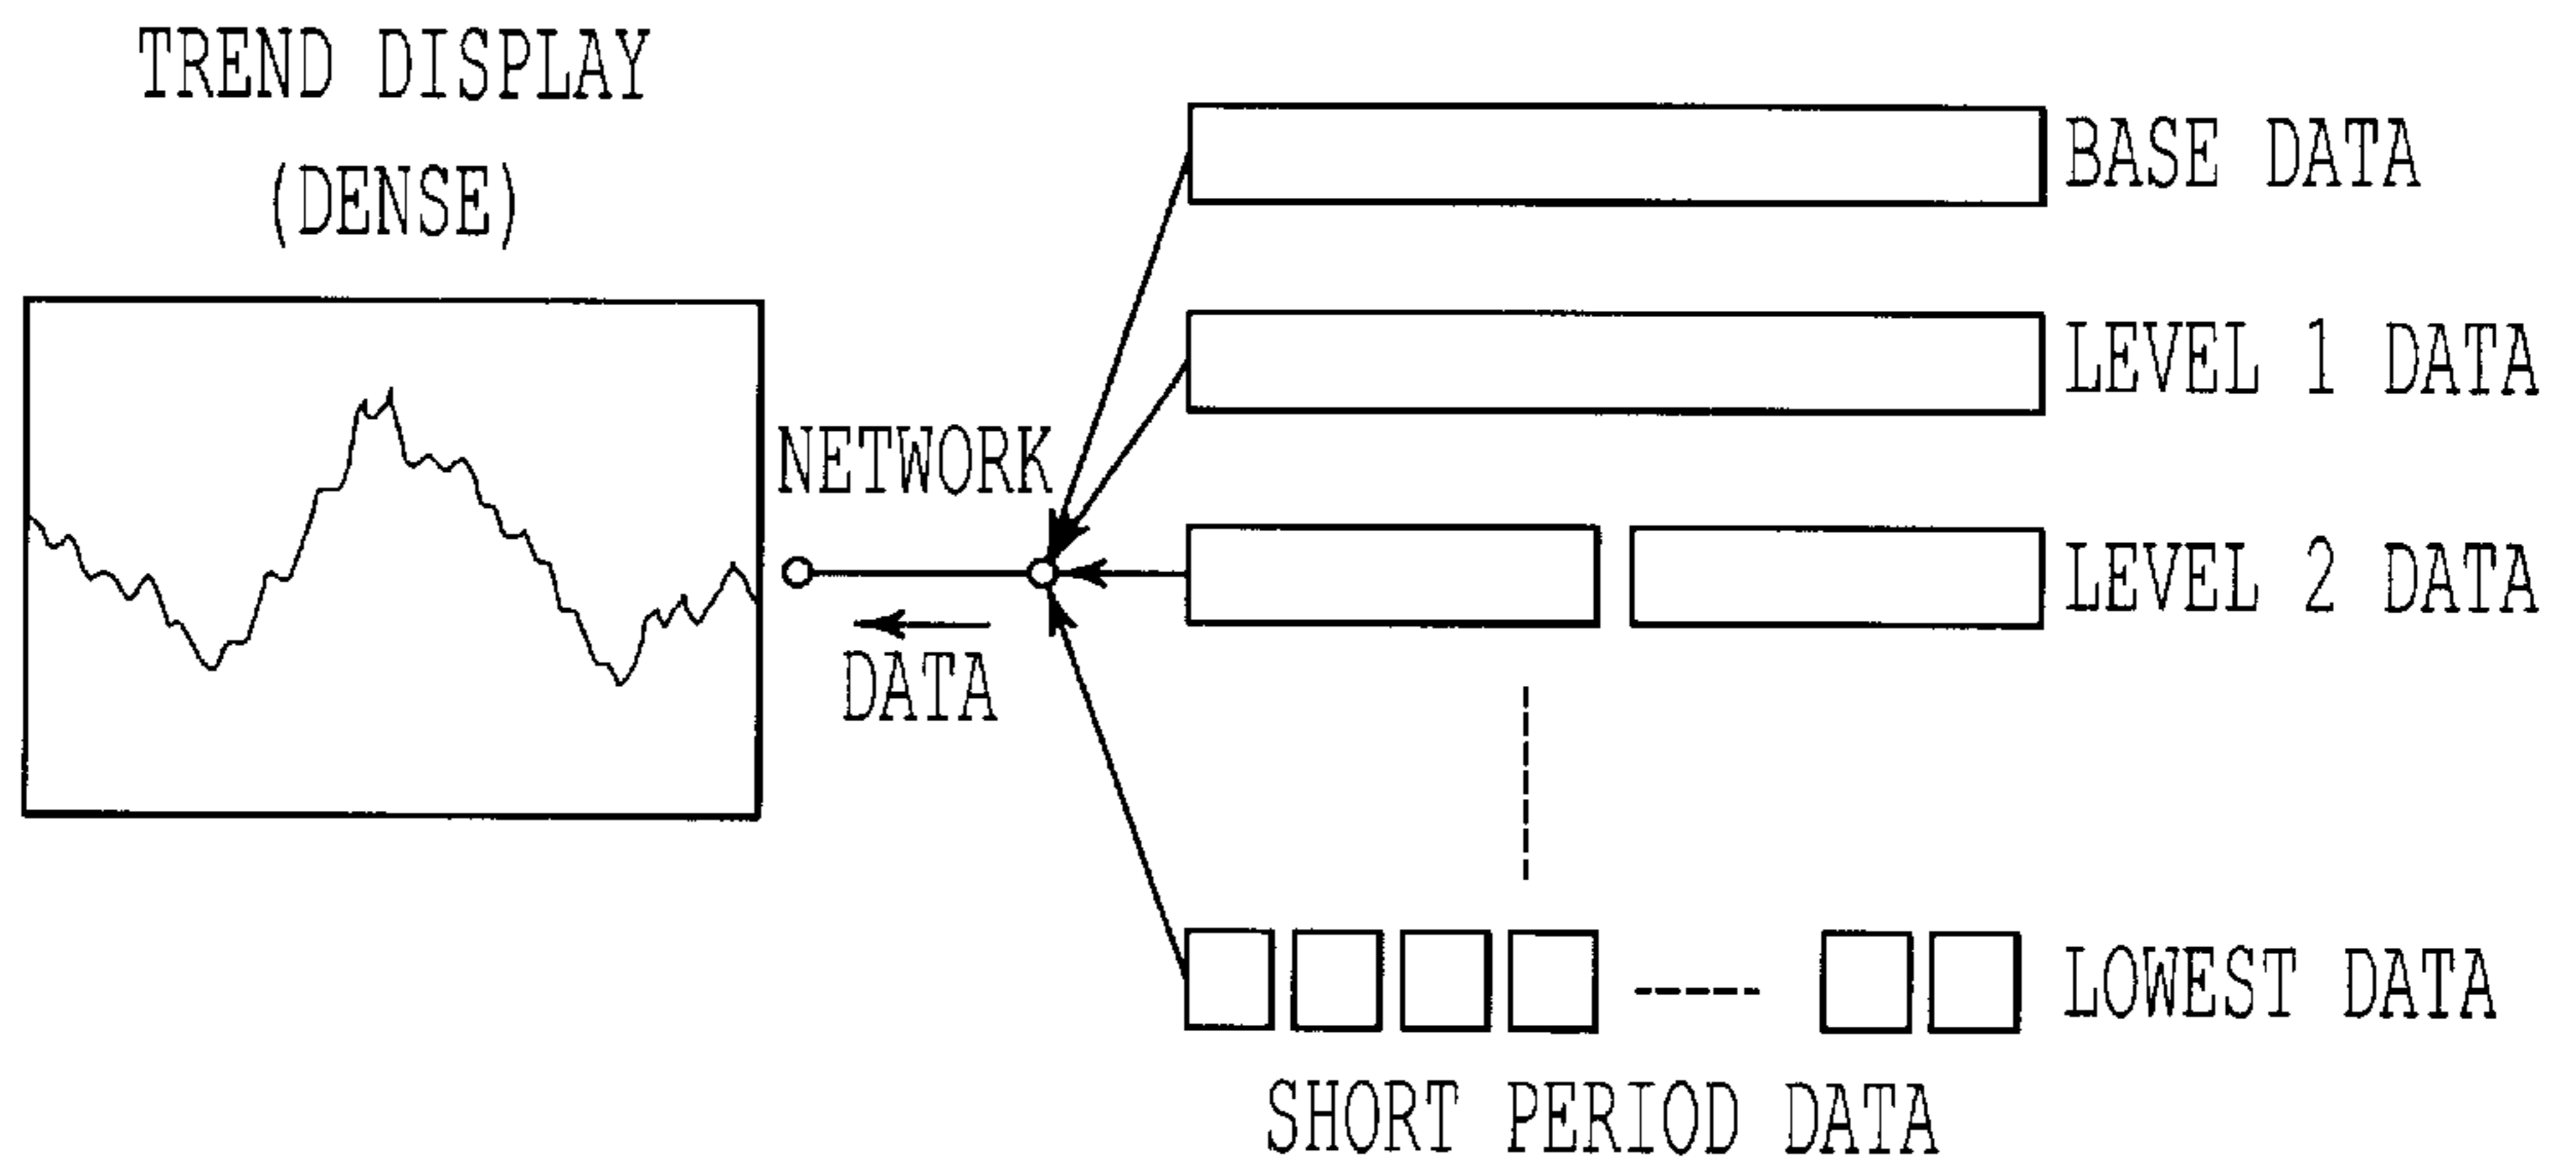 TREND DISPLAY
(DENSE)
BASE DATA
LEVEL 1 DATA
NETWORK
LEVEL 2 DATA
DATA
LOWEST DATA
SHORT PERIOD DATA